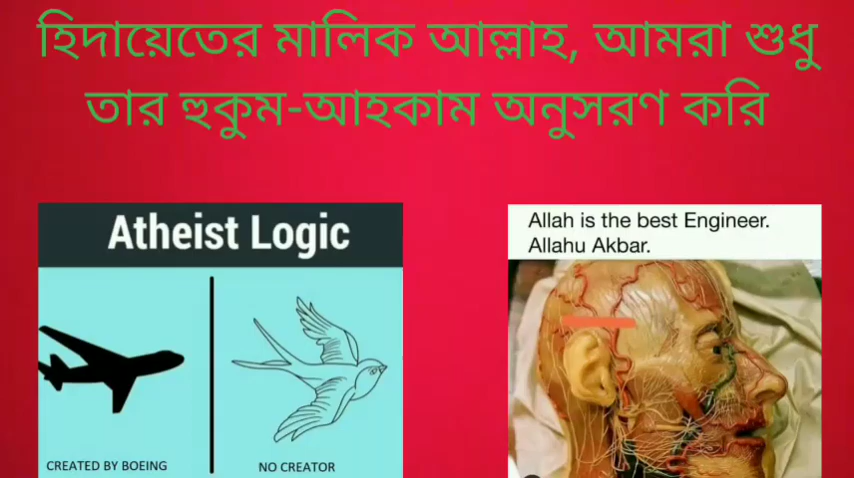 হিদায়েতের মালিক আল্লাহ, আমরা শুধু
তার হুকুম-আহকাম অনুসরণ করি
Atheist Logic
CREATED BY BOEING
NO CREATOR
Allah is the best Engineer.
Allahu Akbar.